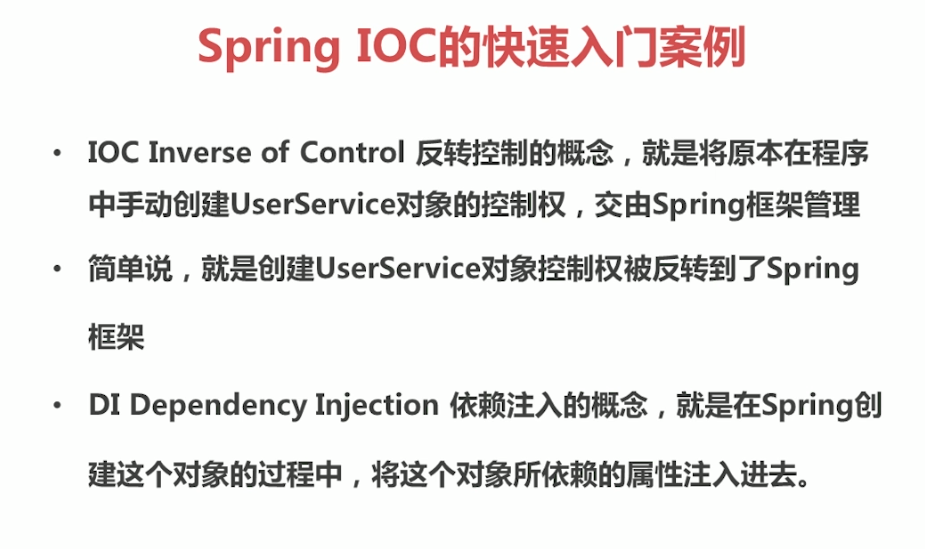 Spring IOC的快速入门案例
• IOC Inverse of Control 反转控制的概念，就是将原本在程序
中手动创建UserService对象的控制权，交由Spring框架管理
• 简单说，就是创建UserService对象控制权被反转到了Spring
框架
• DI Dependency Injection 依赖注入的概念，就是在Spring创
建这个对象的过程中，将这个对象所依赖的属性注入进去。